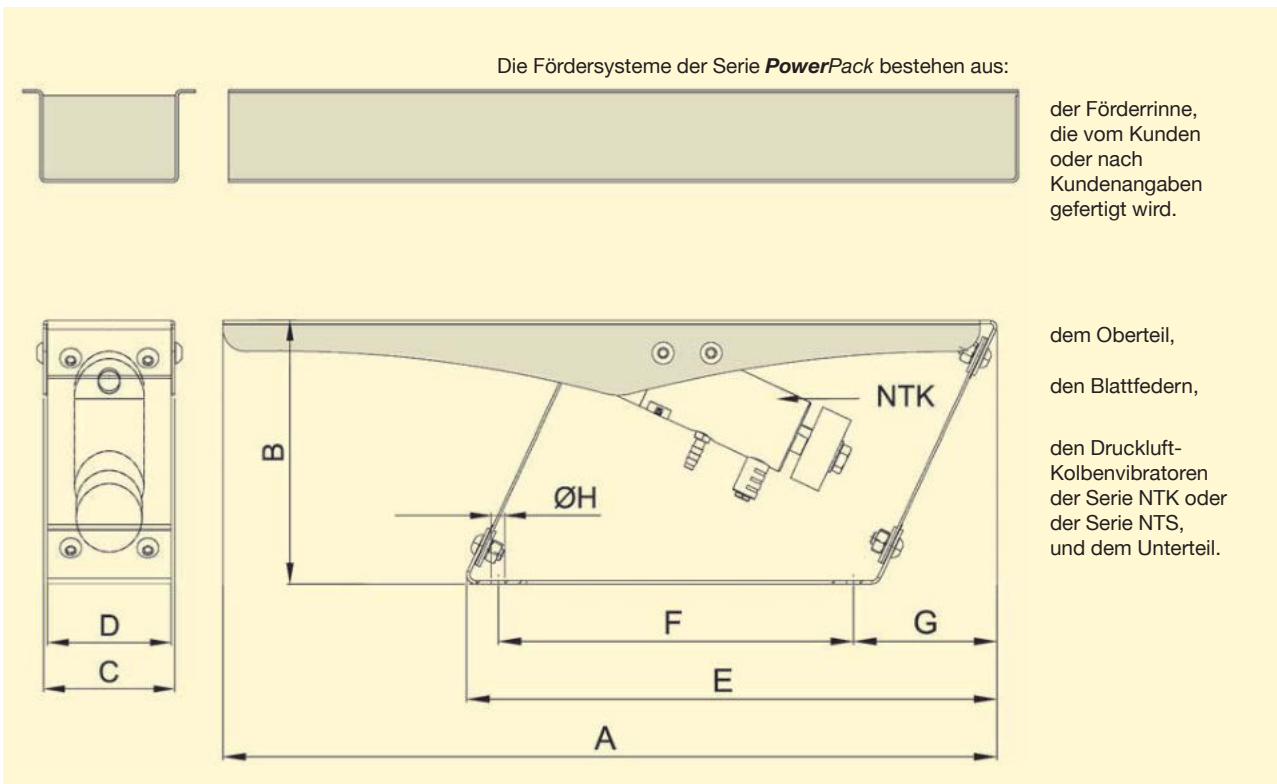 Die Fördersysteme der Serie PowerPack bestehen aus:
der Förderrinne,
die vom Kunden
oder nach
Kundenangaben
gefertigt wird.
dem Oberteil,
den Blattfedern,
den Druckluft-
Kolbenvibratoren
der Serie NTK oder
der Serie NTS,
und dem Unterteil.
NTK
B
ØH
D
C
F
G
E
A